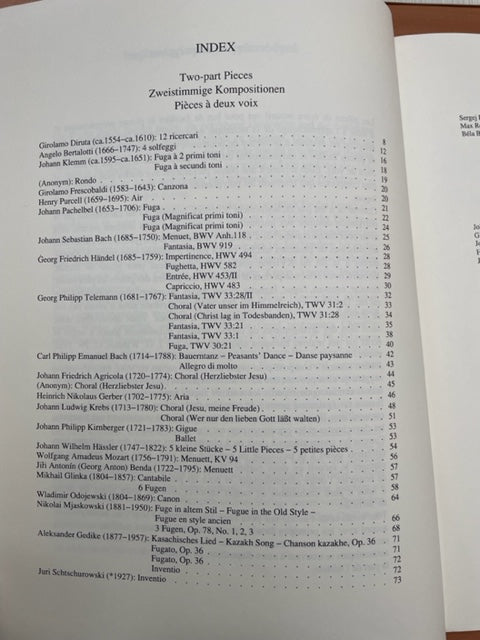 INDEX
Two-part Pieces
Zweistimmige Kompositionen
Pièces à deux voix
Girolamo Diruta (ca.1554–ca.1610): 12 ricercari 8
Angelo Bertalotti (1666–1747): 4 solfeggi 12
Johann Klemm (ca.1595–ca.1651): Fuga à 2 primi toni 16
Fuga à secundi toni 18
(Anonym): Rondo 19
Girolamo Frescobaldi (1583–1643): Canzona 20
Henry Purcell (1659–1695): Air 20
Johann Pachelbel (1653–1706): Fuga 21
Fuga (Magnificat primi toni) 22
Fuga (Magnificat primi toni) 24
Johann Sebastian Bach (1685–1750): Menuet, BWV Anh.118 25
Fantasia, BWV 919 26
Georg Friedrich Händel (1685–1759): Impertinence, HWV 494 28
Fughetta, HWV 582 28
Entrée, HWV 453/II 29
Capriccio, HWV 483 30
Georg Philipp Telemann (1681–1767): Fantasia, TWV 33:28/II 32
Choral (Vater unser im Himmelreich), TWV 31:2 33
Choral (Christ lag in Todesbanden), TWV 31:28 34
Fantasia, TWV 33:21 35
Fantasia, TWV 33:1 38
Fuga, TWV 30:21 40
Carl Philipp Emanuel Bach (1714–1788): Bauerntanz – Peasants' Dance – Danse paysanne 42
Allegro di molto 43
Johann Friedrich Agricola (1720–1774): Choral (Herzliebster Jesu) 44
(Anonym): Choral (Herzliebster Jesu) 45
Heinrich Nikolaus Gerber (1702–1775): Aria 46
Johann Ludwig Krebs (1713–1780): Choral (Jesu, meine Freude) 48
Choral (Wer nur den lieben Gott läßt walten) 51
Johann Philipp Kirnberger (1721–1783): Gigue 53
Ballet 53
Johann Wilhelm Hässler (1747–1822): 5 kleine Stücke – 5 Little Pieces – 5 petites pièces 54
Wolfgang Amadeus Mozart (1756–1791): Menuett, KV 94 56
Jiři Antonín (Georg Anton) Benda (1722–1795): Menuett 57
Mikhail Glinka (1804–1857): Cantabile 57
6 Fugen 58
Wladimir Odojewski (1804–1869): Canon 64
Nikolai Mjaskowski (1881–1950): Fuge in altem Stil – Fugue in the Old Style –
Fugue en style ancien 66
3 Fugen, Op. 78, No. 1, 2, 3 68
Aleksander Gedike (1877–1957): Kasachisches Lied – Kazakh Song – Chanson kazakhe, Op. 36 71
Fugato, Op. 36 71
Fugato, Op. 36 72
Inventio 72
Juri Schtschurowski (*1927): Inventio 73
Sergej
Max
Béla